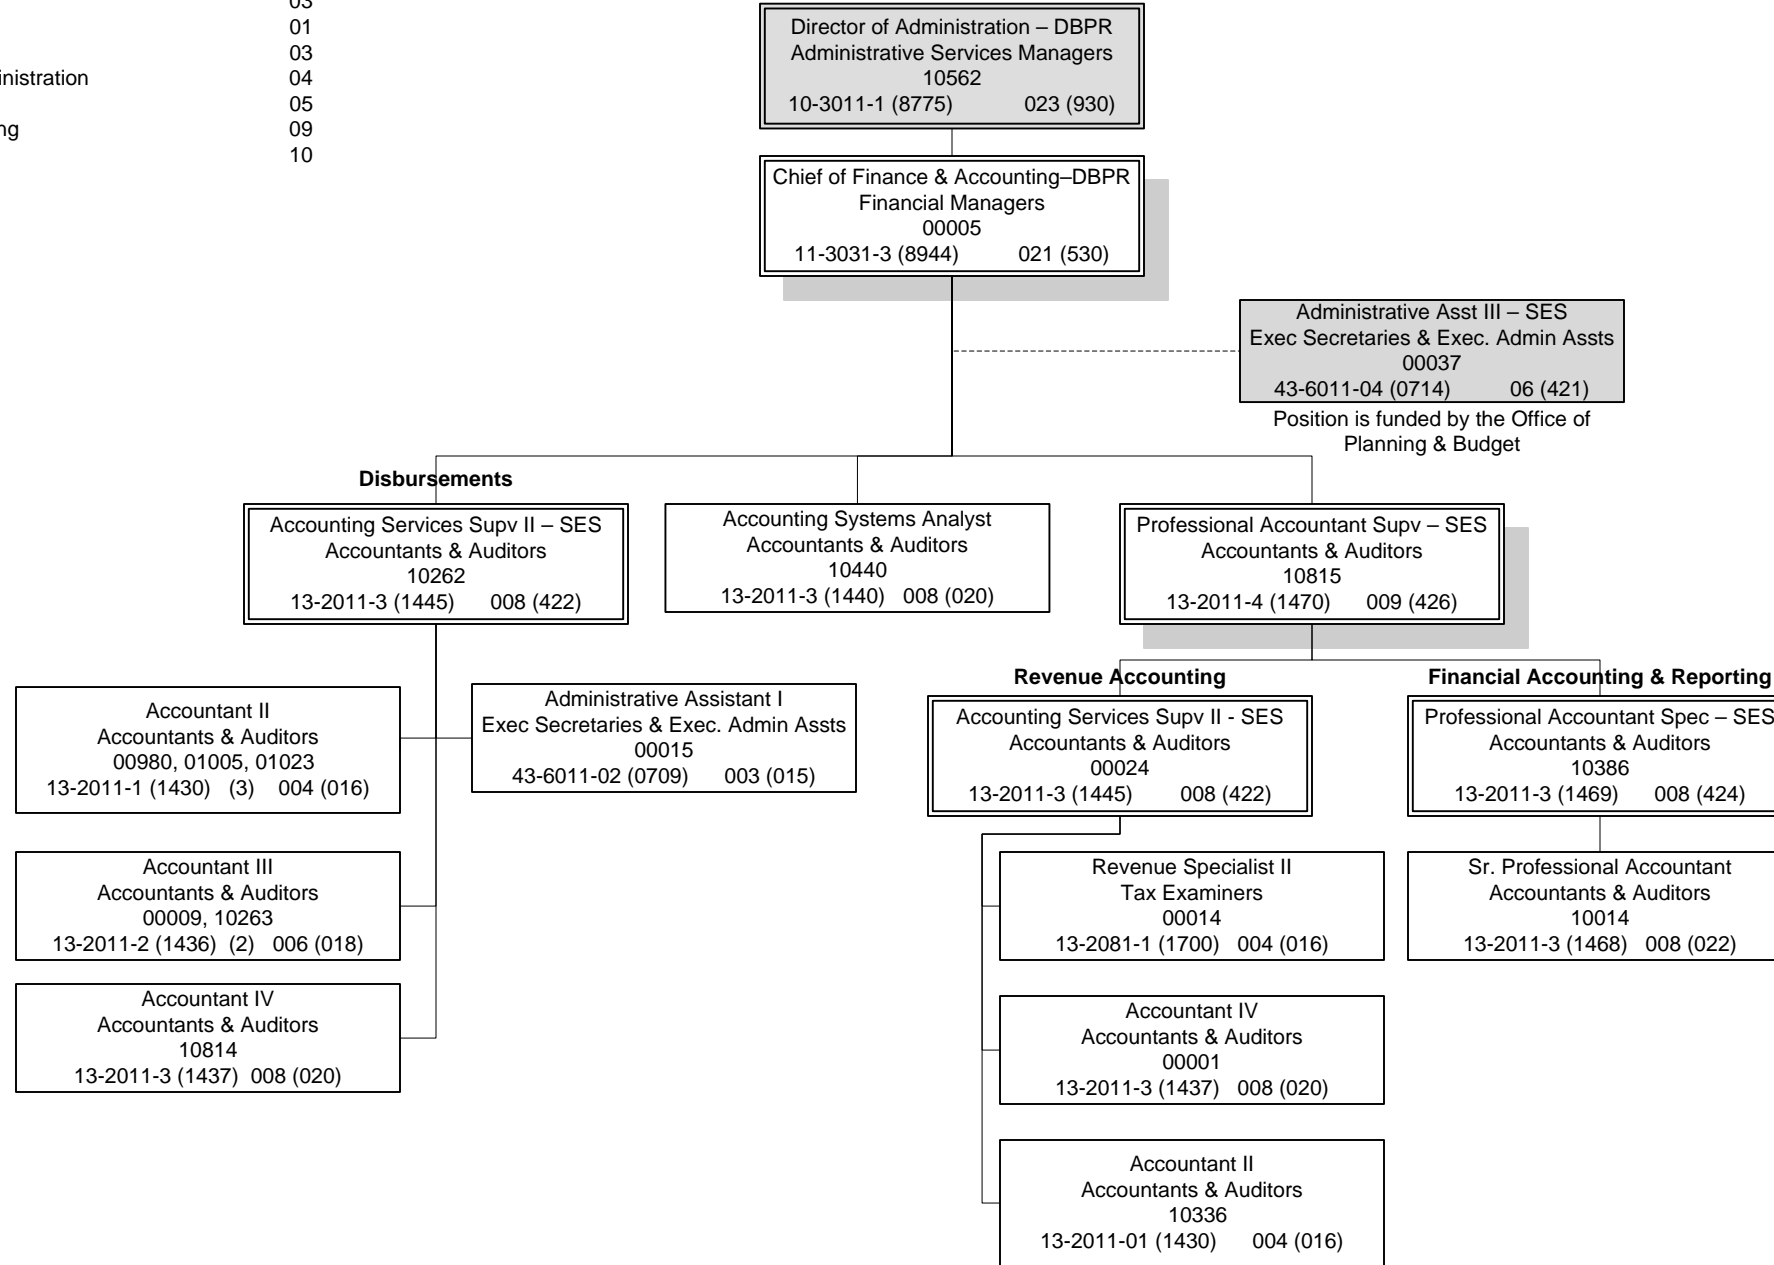 03
01
03
04
05
09
10
Director of Administration – DBPR
Administrative Services Managers
10562
10-3011-1 (8775) 023 (930)
Chief of Finance & Accounting–DBPR
Financial Managers
00005
11-3031-3 (8944) 021 (530)
Administrative Asst III – SES
Exec Secretaries & Exec. Admin Assts
00037
43-6011-04 (0714) 06 (421)
Position is funded by the Office of
Planning & Budget
Disbursements
Accounting Services Supv II – SES
Accountants & Auditors
10262
13-2011-3 (1445) 008 (422)
Accounting Systems Analyst
Accountants & Auditors
10440
13-2011-3 (1440) 008 (020)
Professional Accountant Supv – SES
Accountants & Auditors
10815
13-2011-4 (1470) 009 (426)
Accountant II
Accountants & Auditors
00980, 01005, 01023
13-2011-1 (1430) (3) 004 (016)
Administrative Assistant I
Exec Secretaries & Exec. Admin Assts
00015
43-6011-02 (0709) 003 (015)
Accountant III
Accountants & Auditors
00009, 10263
13-2011-2 (1436) (2) 006 (018)
Accountant IV
Accountants & Auditors
10814
13-2011-3 (1437) 008 (020)
Revenue Accounting
Accounting Services Supv II - SES
Accountants & Auditors
00024
13-2011-3 (1445) 008 (422)
Revenue Specialist II
Tax Examiners
00014
13-2081-1 (1700) 004 (016)
Accountant IV
Accountants & Auditors
00001
13-2011-3 (1437) 008 (020)
Accountant II
Accountants & Auditors
10336
13-2011-01 (1430) 004 (016)
Financial Accounting & Reporting
Professional Accountant Spec – SES
Accountants & Auditors
10386
13-2011-3 (1469) 008 (424)
Sr. Professional Accountant
Accountants & Auditors
10014
13-2011-3 (1468) 008 (022)